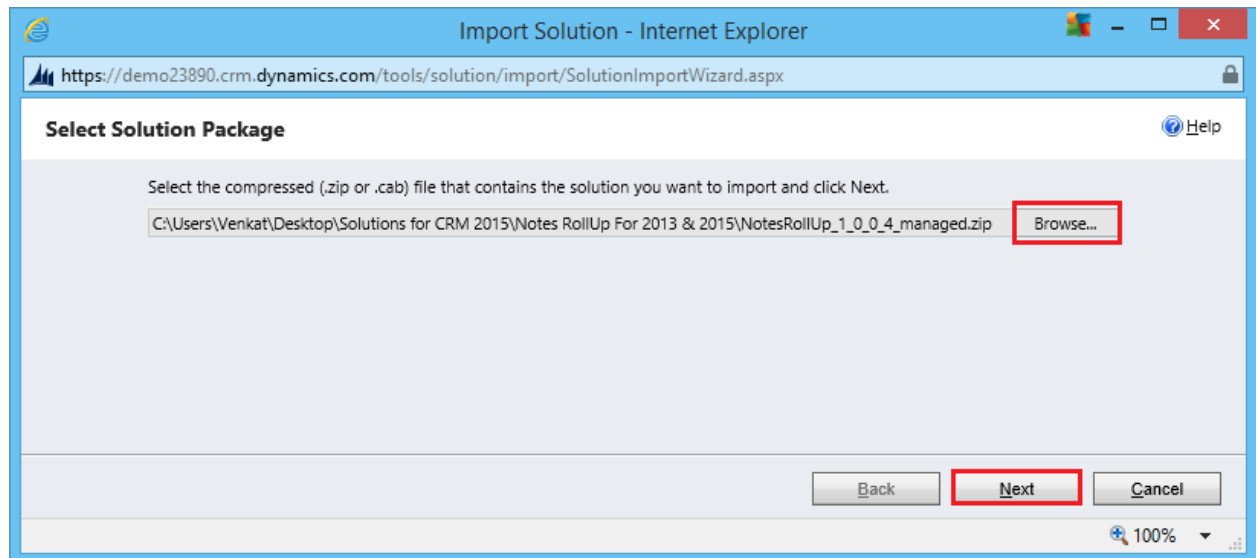 Import Solution - Internet Explorer
https://demo23890.crm.dynamics.com/tools/solution/import/SolutionImportWizard.aspx
Select Solution Package
Help
Select the compressed (.zip or .cab) file that contains the solution you want to import and click Next.
C:\Users\Venkat\Desktop\Solutions for CRM 2015\Notes RollUp For 2013 & 2015\NotesRollUp_1_0_0_4_managed.zip Browse...
Back Next Cancel
100%